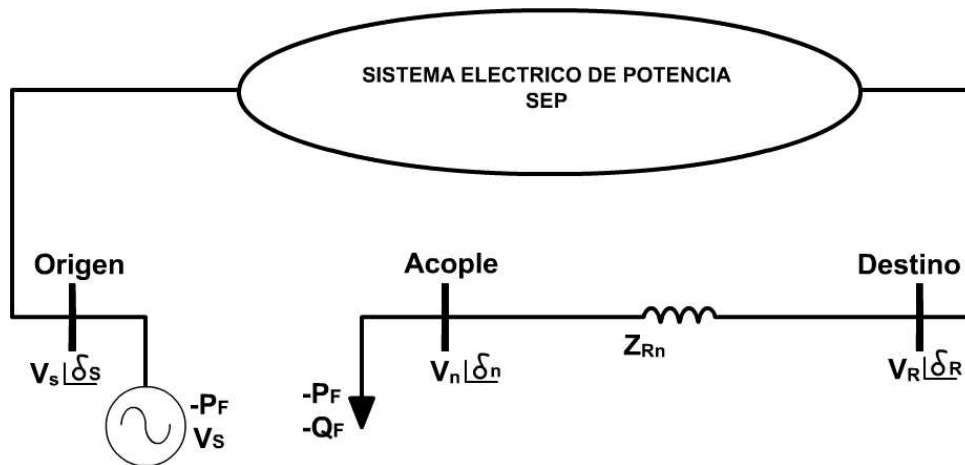 SISTEMA ELECTRICO DE POTENCIA
SEP
Origen
Acople
Destino
Vs δS
Vn δn
ZRn
VR δR
-PF
VS
-PF
-QF